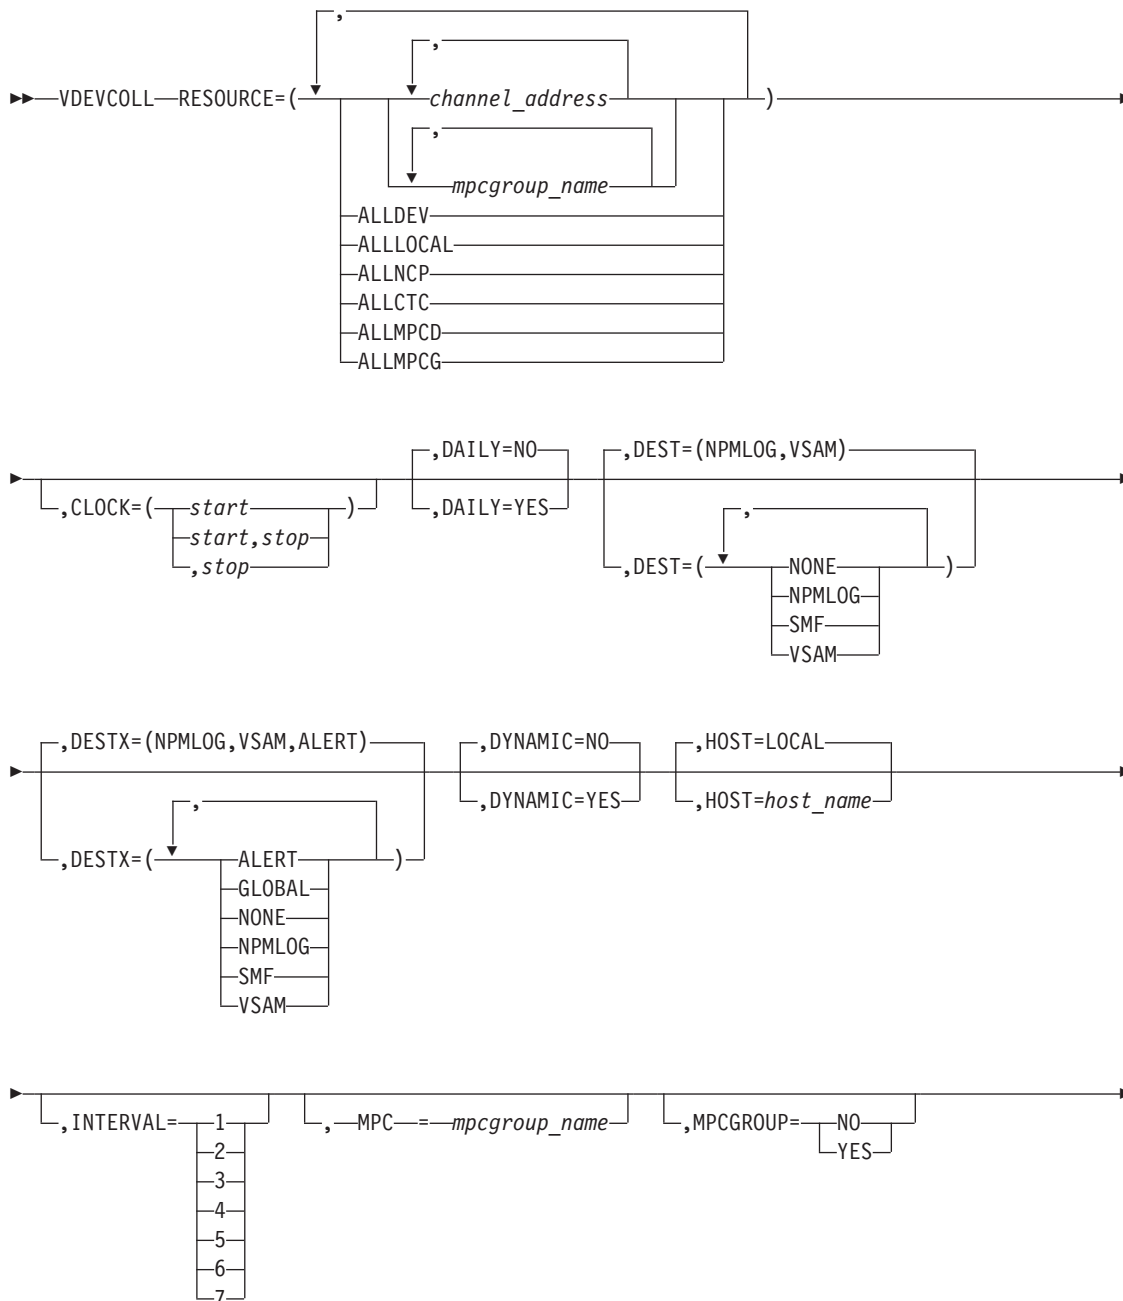 ,
,
VDEVCOLL RESOURCE=( channel_address )
,
mpcgroup_name
ALLDEV
ALLLOCAL
ALLNCP
ALLCTC
ALLMPCD
ALLMPCG
,DAILY=NO ,DEST=(NPMLOG,VSAM)
,CLOCK=( start ) ,DAILY=YES ,
start,stop ,DEST=( NONE )
,stop NPMLOG
SMF
VSAM
,DESTX=(NPMLOG,VSAM,ALERT) ,DYNAMIC=NO ,HOST=LOCAL
, ,DYNAMIC=YES ,HOST=host_name
,DESTX=( ALERT )
GLOBAL
NONE
NPMLOG
SMF
VSAM
,INTERVAL= 1 , MPC = mpcgroup_name ,MPCGROUP= NO
2 YES
3
4
5
6
7